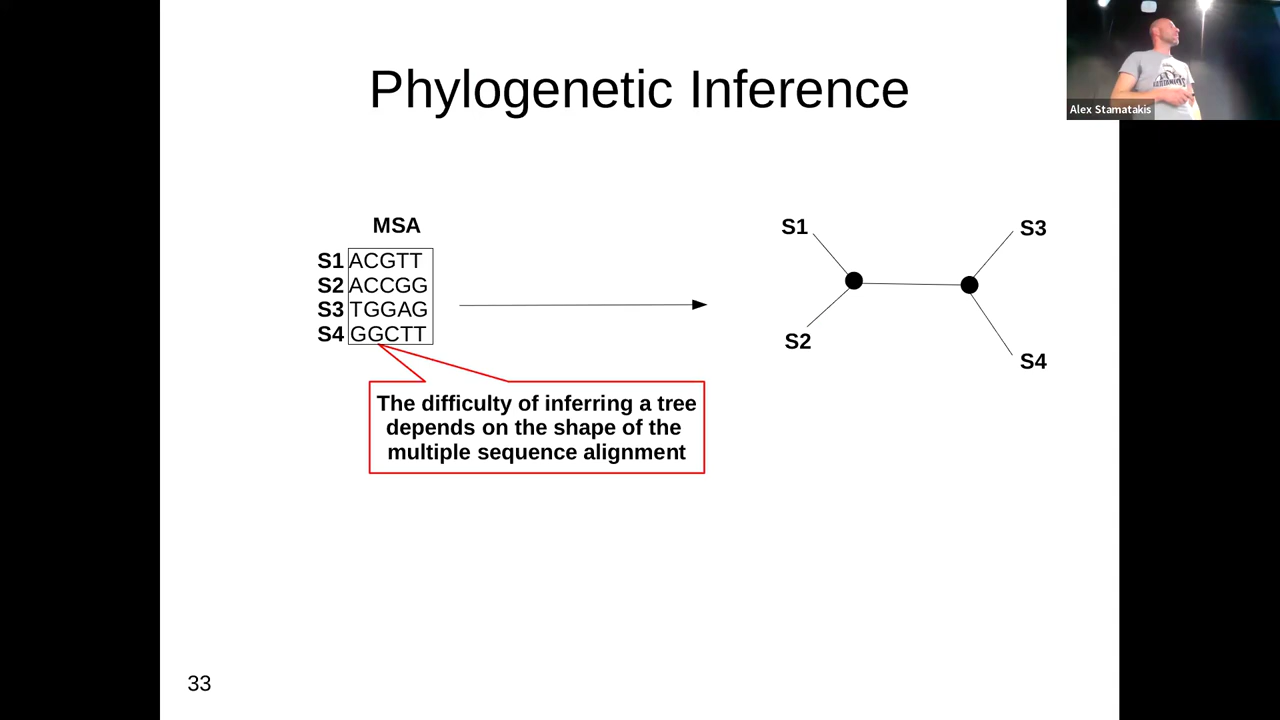 Phylogenetic Inference
Alex Stamatakis
MSA
S1 ACGTT
S2 ACCGG
S3 TGGAG
S4 GGCTT
S1
S3
S2
S4
The difficulty of inferring a tree
depends on the shape of the
multiple sequence alignment
33